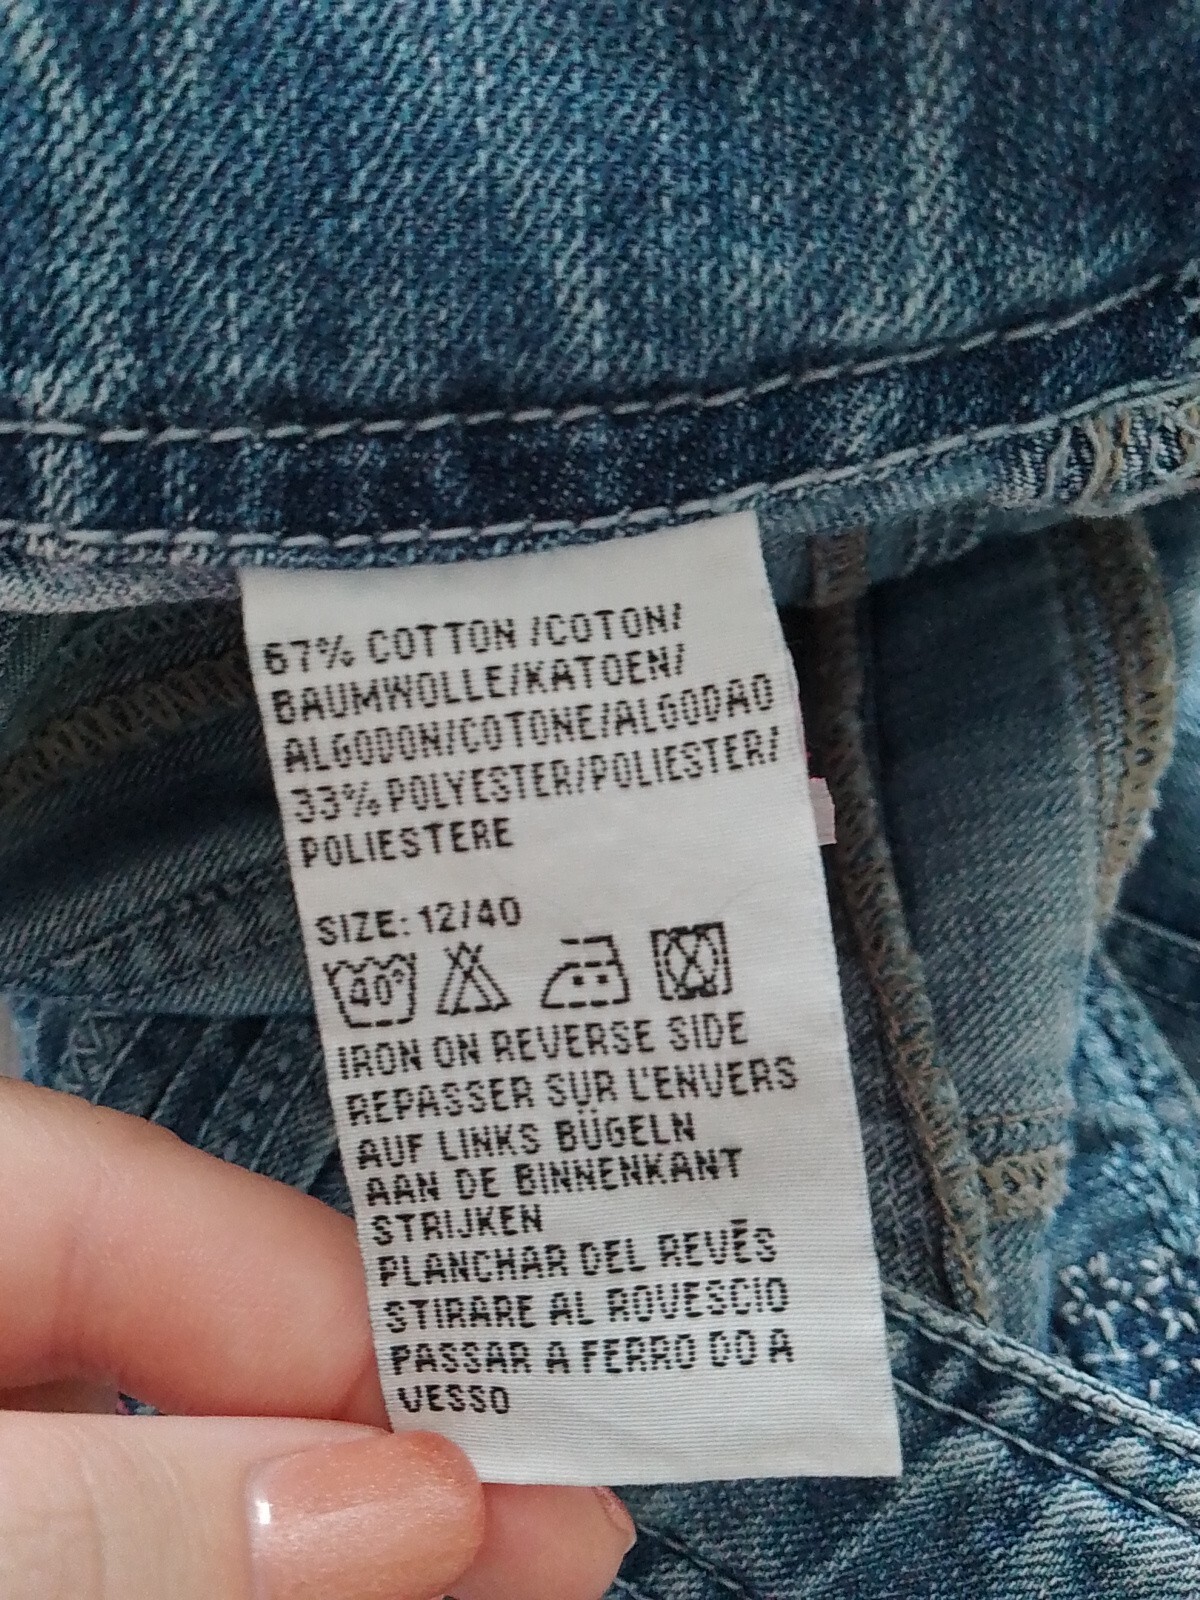 67% COTTON /COTON/
BAUMWOLLE/KATOEN/
ALGODON/COTONE/ALGODAO
33% POLYESTER/POLIESTER/
POLIESTERE
SIZE: 12/40
40°
IRON ON REVERSE SIDE
REPASSER SUR L'ENVERS
AUF LINKS BÜGELN
AAN DE BINNENKANT
STRIJKEN
PLANCHAR DEL REVĒS
STIRARE AL ROVESCIO
PASSAR A FERRO DO A
VESSO